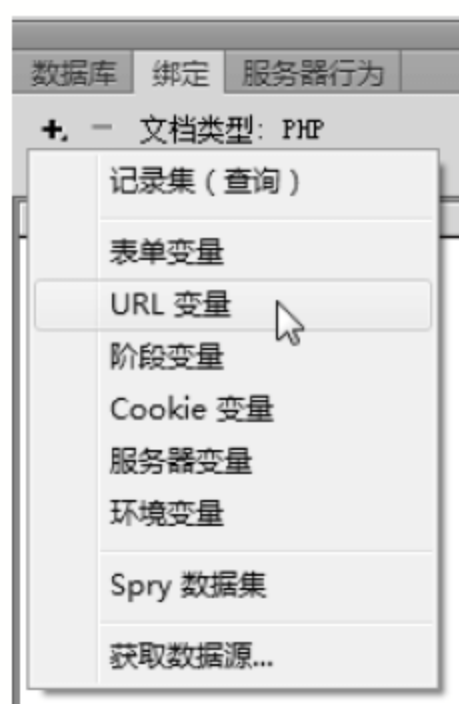 数据库 绑定 服务器行为
+. － 文档类型: PHP
记录集（查询）
表单变量
URL 变量
阶段变量
Cookie 变量
服务器变量
环境变量
Spry 数据集
获取数据源...